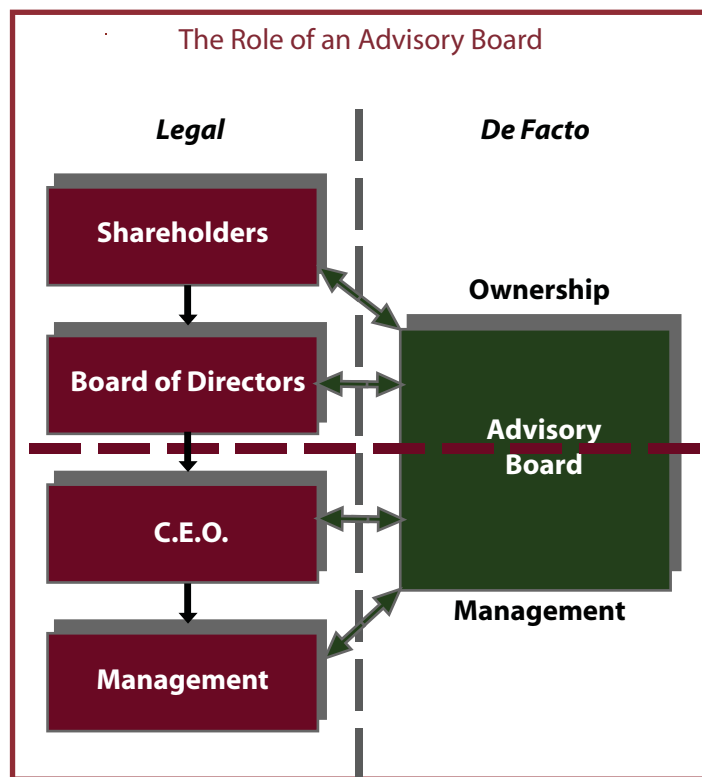 The Role of an Advisory Board
Legal
De Facto
Shareholders
Ownership
Board of Directors
Advisory
Board
C.E.O.
Management
Management